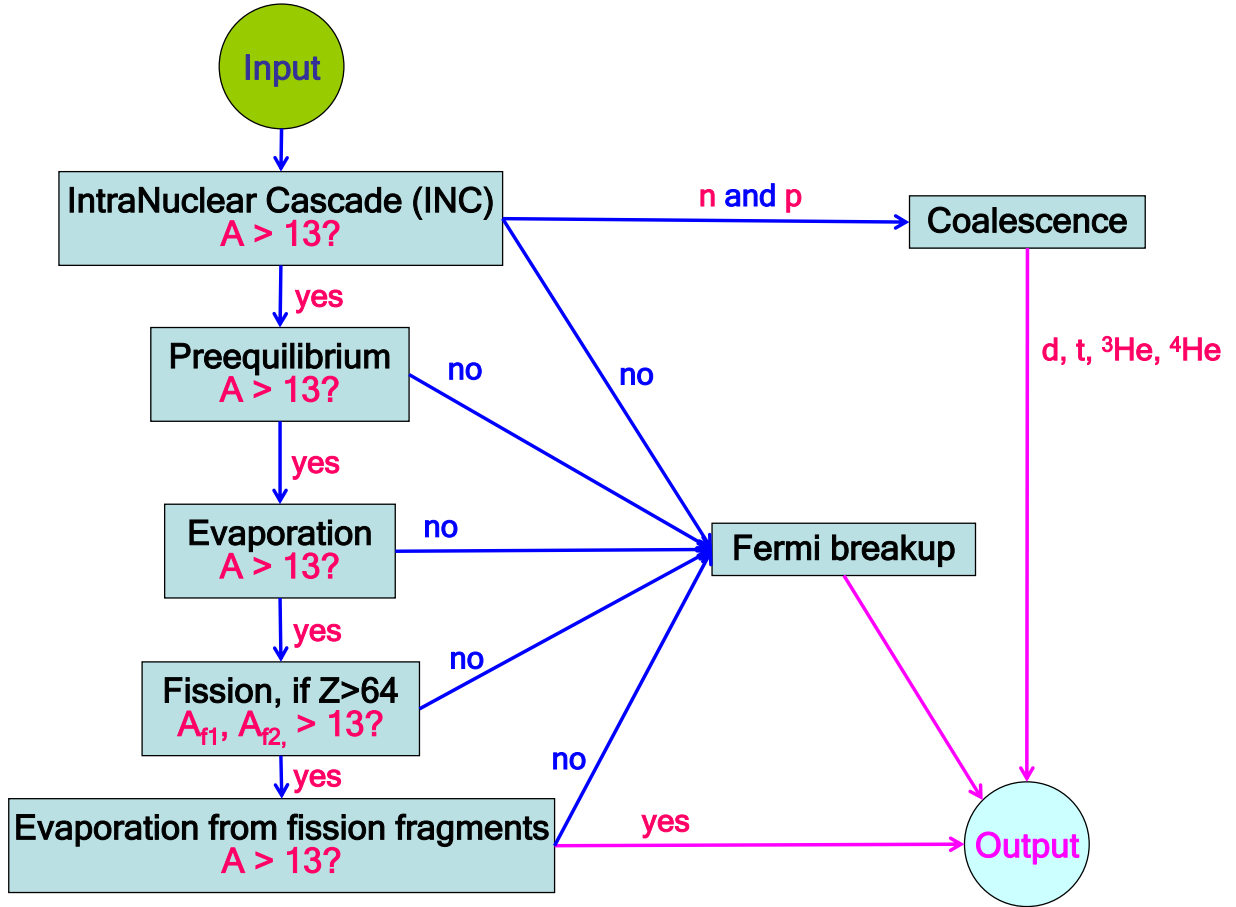 Input
IntraNuclear Cascade (INC)
A > 13?
n and p
Coalescence
yes
Preequilibrium
A > 13?
no
no
d, t, ³He, ⁴He
yes
Evaporation
A > 13?
no
Fermi breakup
yes
Fission, if Z>64
A_f1, A_f2, > 13?
no
yes
no
Evaporation from fission fragments
A > 13?
yes
Output